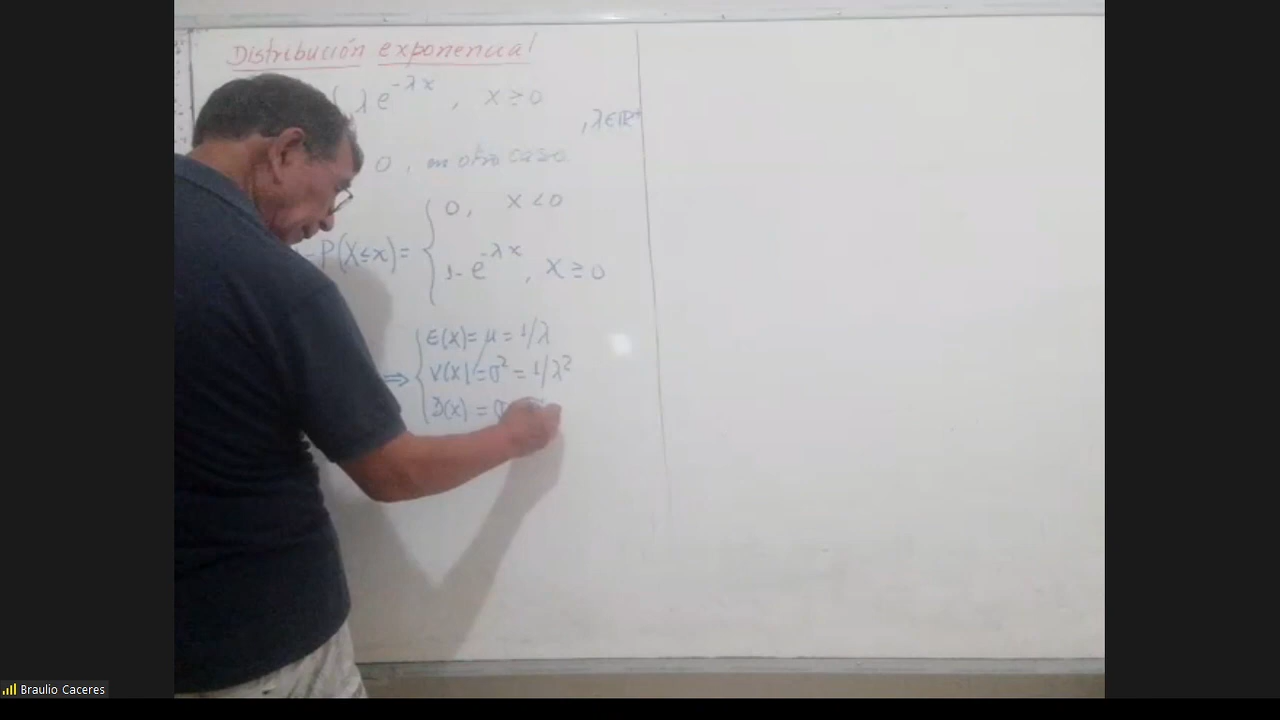 Distribución exponencial
λ e^{-λx}, x ≥ 0
, λ∈ℝ⁺
0, en otro caso
P(X≤x) = { 0, x < 0
1 - e^{-λx}, x ≥ 0
⇒ { E(X) = μ = 1/λ
V(X) = σ² = 1/λ²
D(X) = σ
Braulio Caceres